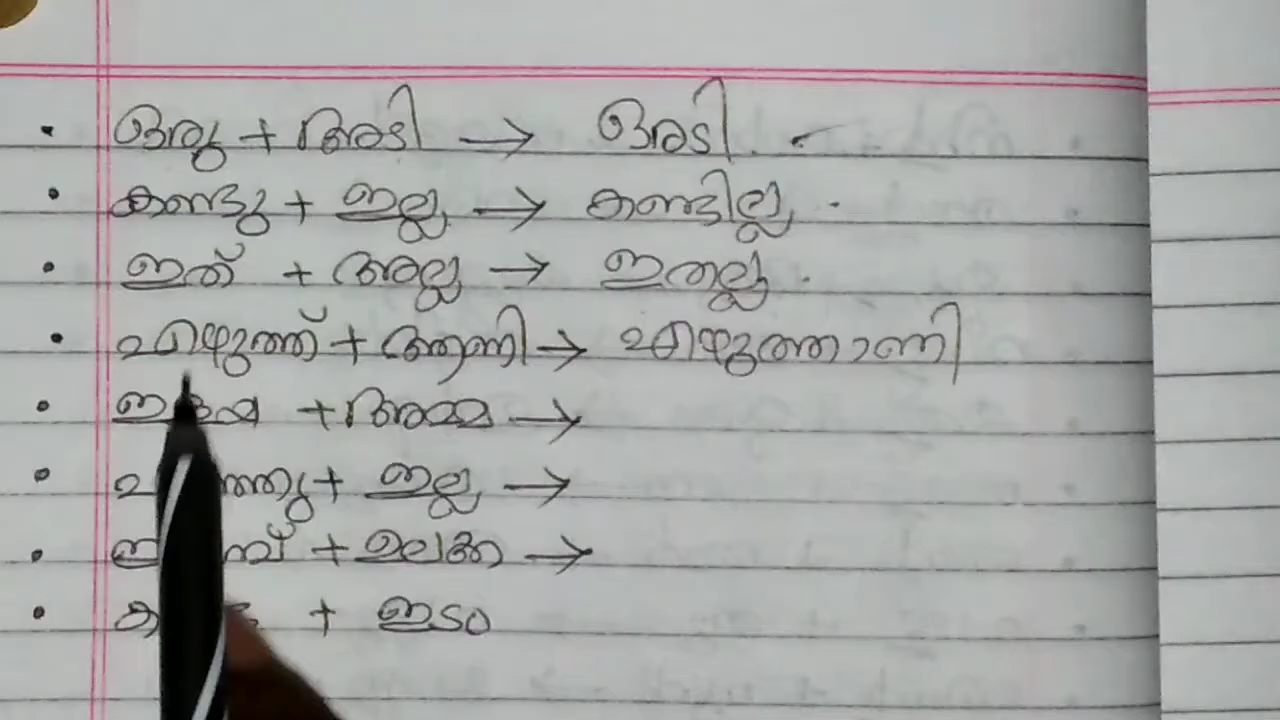 • ഒരു + അടി → ഒരടി
• കണ്ടു + ഇല്ല → കണ്ടില്ല.
• ഇത് + അല്ല → ഇതല്ല.
• എഴുത്ത് + ആണി → എഴുത്താണി
• + അമ്മ →
• + ഇല്ല →
• + ഉലക്ക →
• + ഇടം